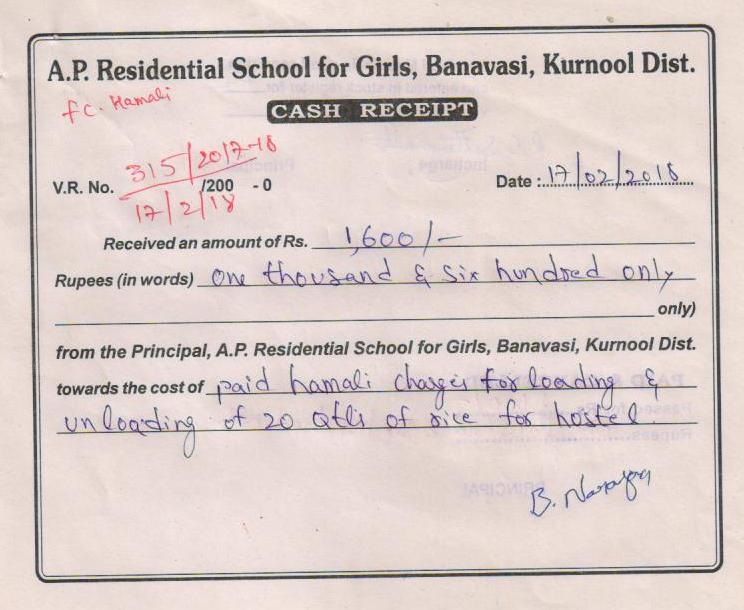 A.P. Residential School for Girls, Banavasi, Kurnool Dist.
fc. Hamali
CASH RECEIPT
315/2017-18
V.R. No. /200 - 0
17/2/18
Date : 17/02/2018
Received an amount of Rs. 1,600/-
Rupees (in words) One thousand & Six hundred only
only)
from the Principal, A.P. Residential School for Girls, Banavasi, Kurnool Dist.
towards the cost of paid hamali charges for loading &
unloading of 20 Qtls of rice for hostel.
B. Narayana